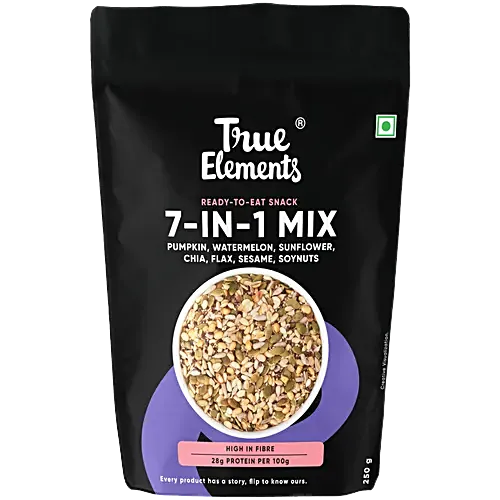 True
Elements
®
READY-TO-EAT SNACK
7-IN-1 MIX
PUMPKIN, WATERMELON, SUNFLOWER,
CHIA, FLAX, SESAME, SOYNUTS
Creative Visualization.
HIGH IN FIBRE
28g PROTEIN PER 100g
Every product has a story, flip to know ours.
250 g